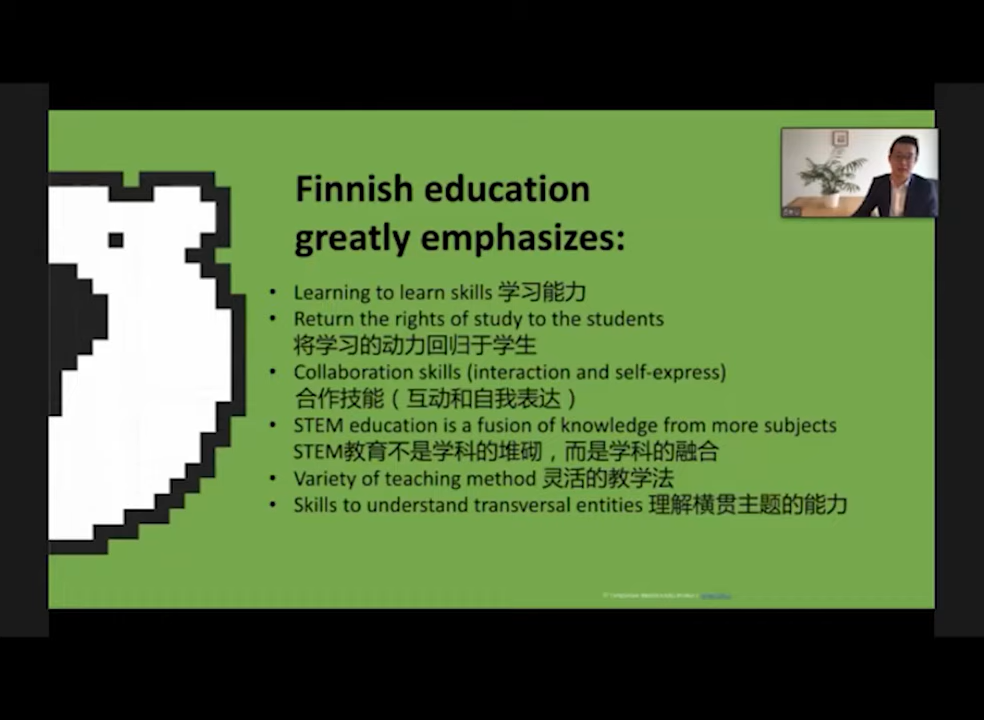 Finnish education
greatly emphasizes:
• Learning to learn skills 学习能力
• Return the rights of study to the students
将学习的动力回归于学生
• Collaboration skills (interaction and self-express)
合作技能（互动和自我表达）
• STEM education is a fusion of knowledge from more subjects
STEM教育不是学科的堆砌，而是学科的融合
• Variety of teaching method 灵活的教学法
• Skills to understand transversal entities 理解横贯主题的能力